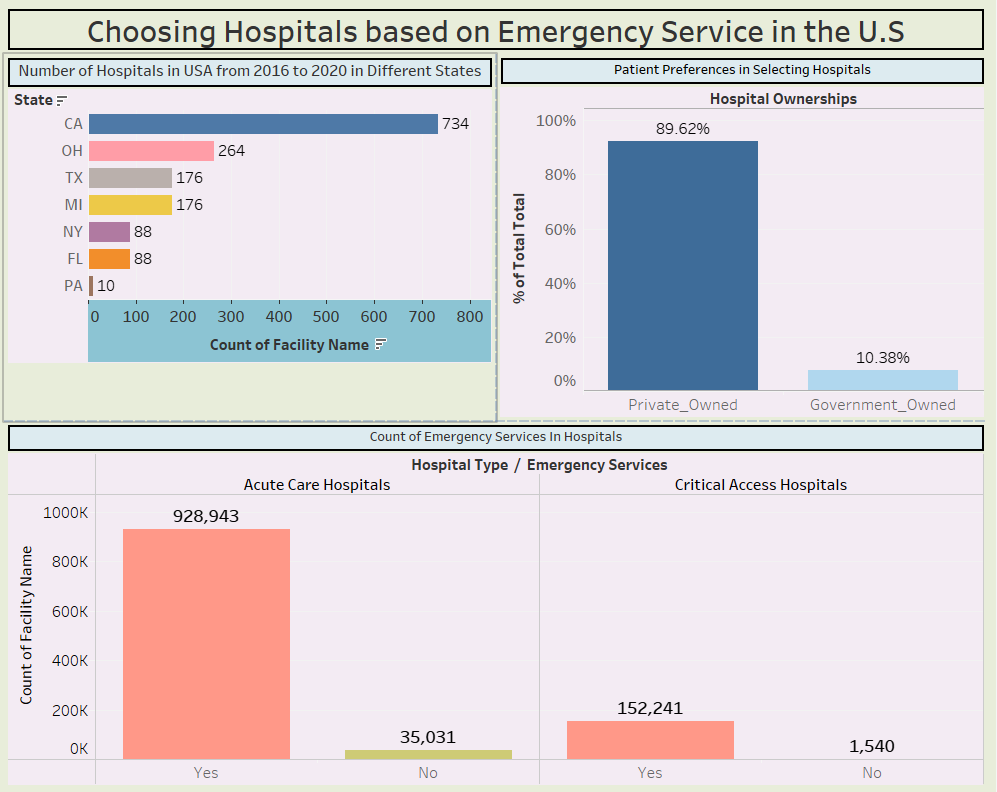 Choosing Hospitals based on Emergency Service in the U.S
Number of Hospitals in USA from 2016 to 2020 in Different States
State
CA 734
OH 264
TX 176
MI 176
NY 88
FL 88
PA 10
0 100 200 300 400 500 600 700 800
Count of Facility Name
Patient Preferences in Selecting Hospitals
Hospital Ownerships
% of Total Total
100%
80%
60%
40%
20%
0%
89.62%
10.38%
Private_Owned Government_Owned
Count of Emergency Services In Hospitals
Hospital Type / Emergency Services
Acute Care Hospitals Critical Access Hospitals
Count of Facility Name
1000K
800K
600K
400K
200K
0K
928,943
35,031
152,241
1,540
Yes No Yes No